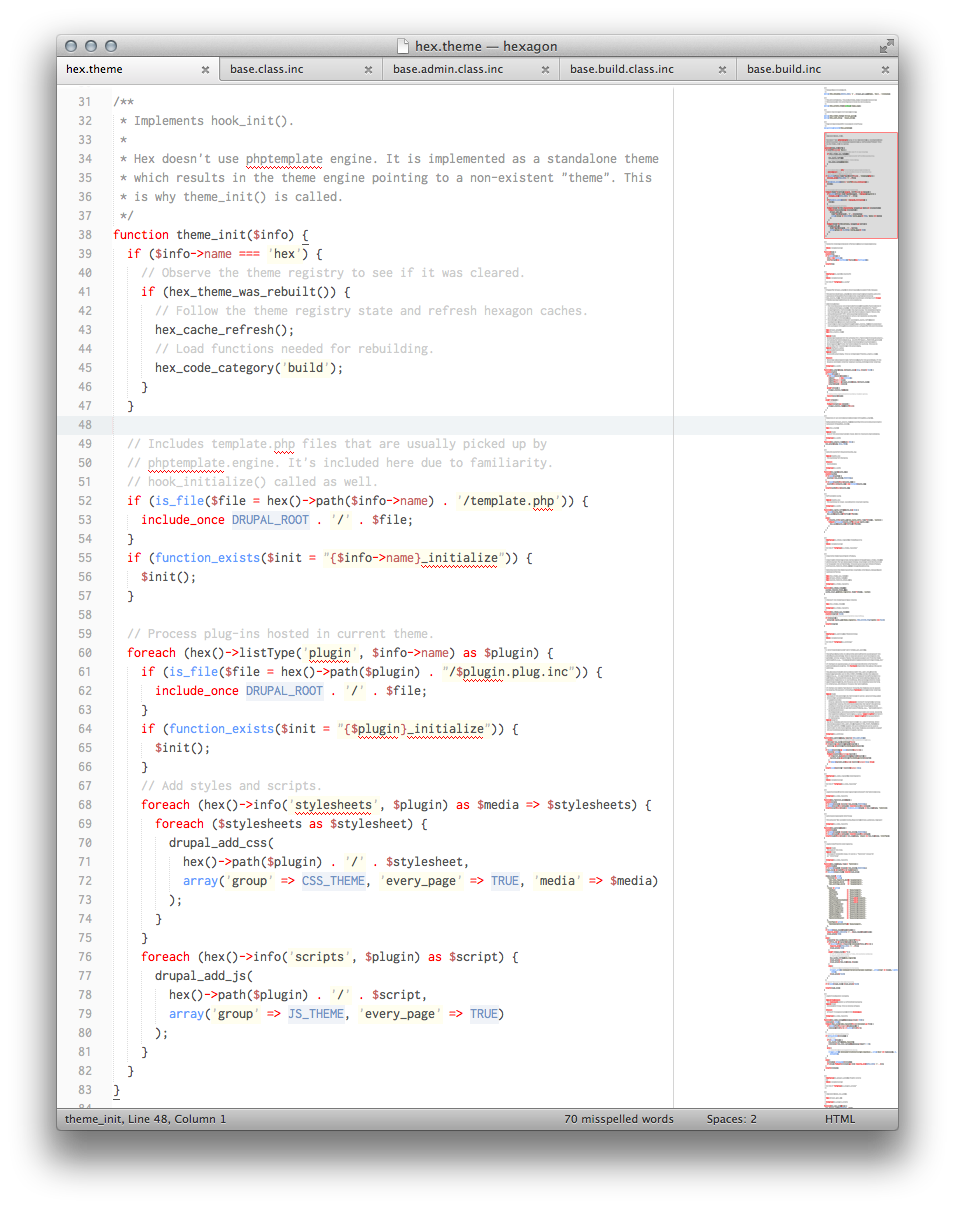 hex.theme — hexagon
hex.theme base.class.inc base.admin.class.inc base.build.class.inc base.build.inc
31 /**
32  * Implements hook_init().
33  *
34  * Hex doesn't use phptemplate engine. It is implemented as a standalone theme
35  * which results in the theme engine pointing to a non-existent "theme". This
36  * is why theme_init() is called.
37  */
38 function theme_init($info) {
39   if ($info->name === 'hex') {
40     // Observe the theme registry to see if it was cleared.
41     if (hex_theme_was_rebuilt()) {
42       // Follow the theme registry state and refresh hexagon caches.
43       hex_cache_refresh();
44       // Load functions needed for rebuilding.
45       hex_code_category('build');
46     }
47   }
48
49   // Includes template.php files that are usually picked up by
50   // phptemplate.engine. It's included here due to familiarity.
51   // hook_initialize() called as well.
52   if (is_file($file = hex()->path($info->name) . '/template.php')) {
53     include_once DRUPAL_ROOT . '/' . $file;
54   }
55   if (function_exists($init = "{$info->name}_initialize")) {
56     $init();
57   }
58
59   // Process plug-ins hosted in current theme.
60   foreach (hex()->listType('plugin', $info->name) as $plugin) {
61     if (is_file($file = hex()->path($plugin) . "/$plugin.plug.inc")) {
62       include_once DRUPAL_ROOT . '/' . $file;
63     }
64     if (function_exists($init = "{$plugin}_initialize")) {
65       $init();
66     }
67     // Add styles and scripts.
68     foreach (hex()->info('stylesheets', $plugin) as $media => $stylesheets) {
69       foreach ($stylesheets as $stylesheet) {
70         drupal_add_css(
71           hex()->path($plugin) . '/' . $stylesheet,
72           array('group' => CSS_THEME, 'every_page' => TRUE, 'media' => $media)
73         );
74       }
75     }
76     foreach (hex()->info('scripts', $plugin) as $script) {
77       drupal_add_js(
78         hex()->path($plugin) . '/' . $script,
79         array('group' => JS_THEME, 'every_page' => TRUE)
80       );
81     }
82   }
83 }
theme_init, Line 48, Column 1 70 misspelled words Spaces: 2 HTML